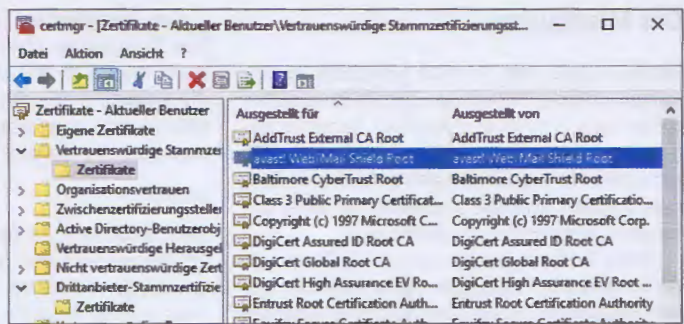 certmgr - [Zertifikate - Aktueller Benutzer\Vertrauenswürdige Stammzertifizierungsst...
Datei Aktion Ansicht ?
Zertifikate - Aktueller Benutzer
Eigene Zertifikate
Vertrauenswürdige Stammzer
Zertifikate
Organisationsvertrauen
Zwischenzertifizierungsstellen
Active Directory-Benutzerobj
Vertrauenswürdige Herausgel
Nicht vertrauenswürdige Zert
Drittanbieter-Stammzertifizie
Zertifikate
Ausgestellt für Ausgestellt von
AddTrust External CA Root AddTrust External CA Root
avast! Web/Mail Shield Root avast! Web/Mail Shield Root
Baltimore CyberTrust Root Baltimore CyberTrust Root
Class 3 Public Primary Certificat... Class 3 Public Primary Certificatio...
Copyright (c) 1997 Microsoft C... Copyright (c) 1997 Microsoft Corp.
DigiCert Assured ID Root CA DigiCert Assured ID Root CA
DigiCert Global Root CA DigiCert Global Root CA
DigiCert High Assurance EV Ro... DigiCert High Assurance EV Root ...
Entrust Root Certification Auth... Entrust Root Certification Authority